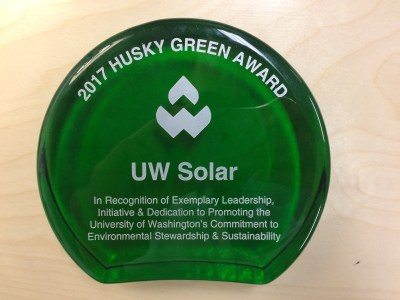 2017 HUSKY GREEN AWARD
UW Solar
In Recognition of Exemplary Leadership,
Initiative & Dedication to Promoting the
University of Washington's Commitment to
Environmental Stewardship & Sustainability